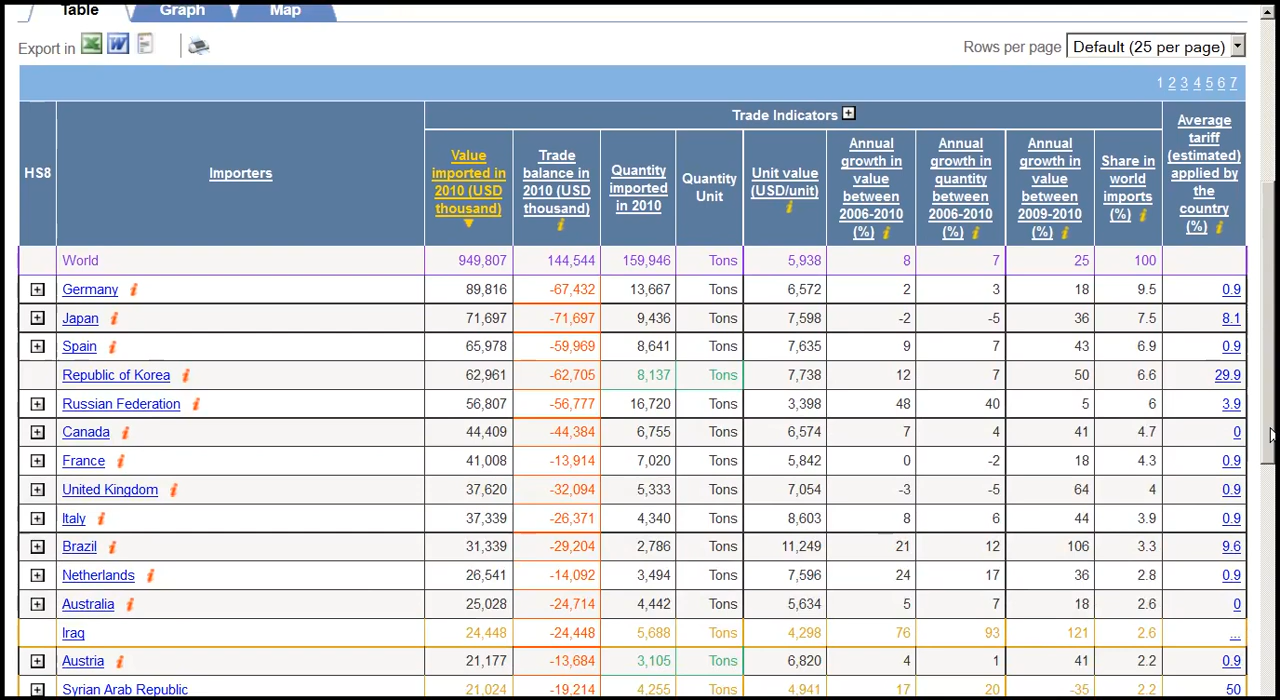 Table Graph Map
Export in Rows per page Default (25 per page)
1 2 3 4 5 6 7
HS8 Importers Trade Indicators Average tariff (estimated) applied by the country (%)
Value imported in 2010 (USD thousand) Trade balance in 2010 (USD thousand) Quantity imported in 2010 Quantity Unit Unit value (USD/unit) Annual growth in value between 2006-2010 (%) Annual growth in quantity between 2006-2010 (%) Annual growth in value between 2009-2010 (%) Share in world imports (%)
World 949,807 144,544 159,946 Tons 5,938 8 7 25 100
Germany 89,816 -67,432 13,667 Tons 6,572 2 3 18 9.5 0.9
Japan 71,697 -71,697 9,436 Tons 7,598 -2 -5 36 7.5 8.1
Spain 65,978 -59,969 8,641 Tons 7,635 9 7 43 6.9 0.9
Republic of Korea 62,961 -62,705 8,137 Tons 7,738 12 7 50 6.6 29.9
Russian Federation 56,807 -56,777 16,720 Tons 3,398 48 40 5 6 3.9
Canada 44,409 -44,384 6,755 Tons 6,574 7 4 41 4.7 0
France 41,008 -13,914 7,020 Tons 5,842 0 -2 18 4.3 0.9
United Kingdom 37,620 -32,094 5,333 Tons 7,054 -3 -5 64 4 0.9
Italy 37,339 -26,371 4,340 Tons 8,603 8 6 44 3.9 0.9
Brazil 31,339 -29,204 2,786 Tons 11,249 21 12 106 3.3 9.6
Netherlands 26,541 -14,092 3,494 Tons 7,596 24 17 36 2.8 0.9
Australia 25,028 -24,714 4,442 Tons 5,634 5 7 18 2.6 0
Iraq 24,448 -24,448 5,688 Tons 4,298 76 93 121 2.6 ...
Austria 21,177 -13,684 3,105 Tons 6,820 4 1 41 2.2 0.9
Syrian Arab Republic 21,024 -19,214 4,255 Tons 4,941 17 20 -35 2.2 50